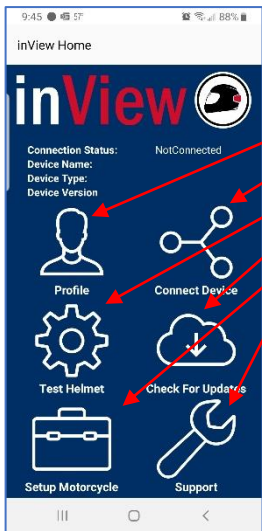 9:45 57° 88%
inView Home
inView
Connection Status: NotConnected
Device Name:
Device Type:
Device Version
Profile Connect Device
Test Helmet Check For Updates
Setup Motorcycle Support